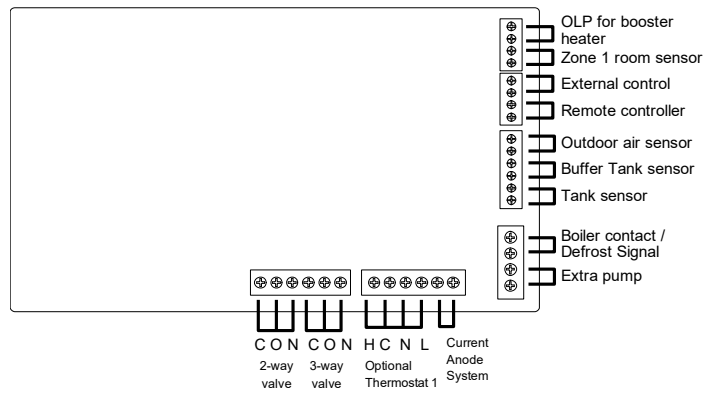 OLP for booster
heater
Zone 1 room sensor
External control
Remote controller
Outdoor air sensor
Buffer Tank sensor
Tank sensor
Boiler contact /
Defrost Signal
Extra pump
C O N
2-way
valve
C O N
3-way
valve
H C N L
Optional
Thermostat 1
Current
Anode
System